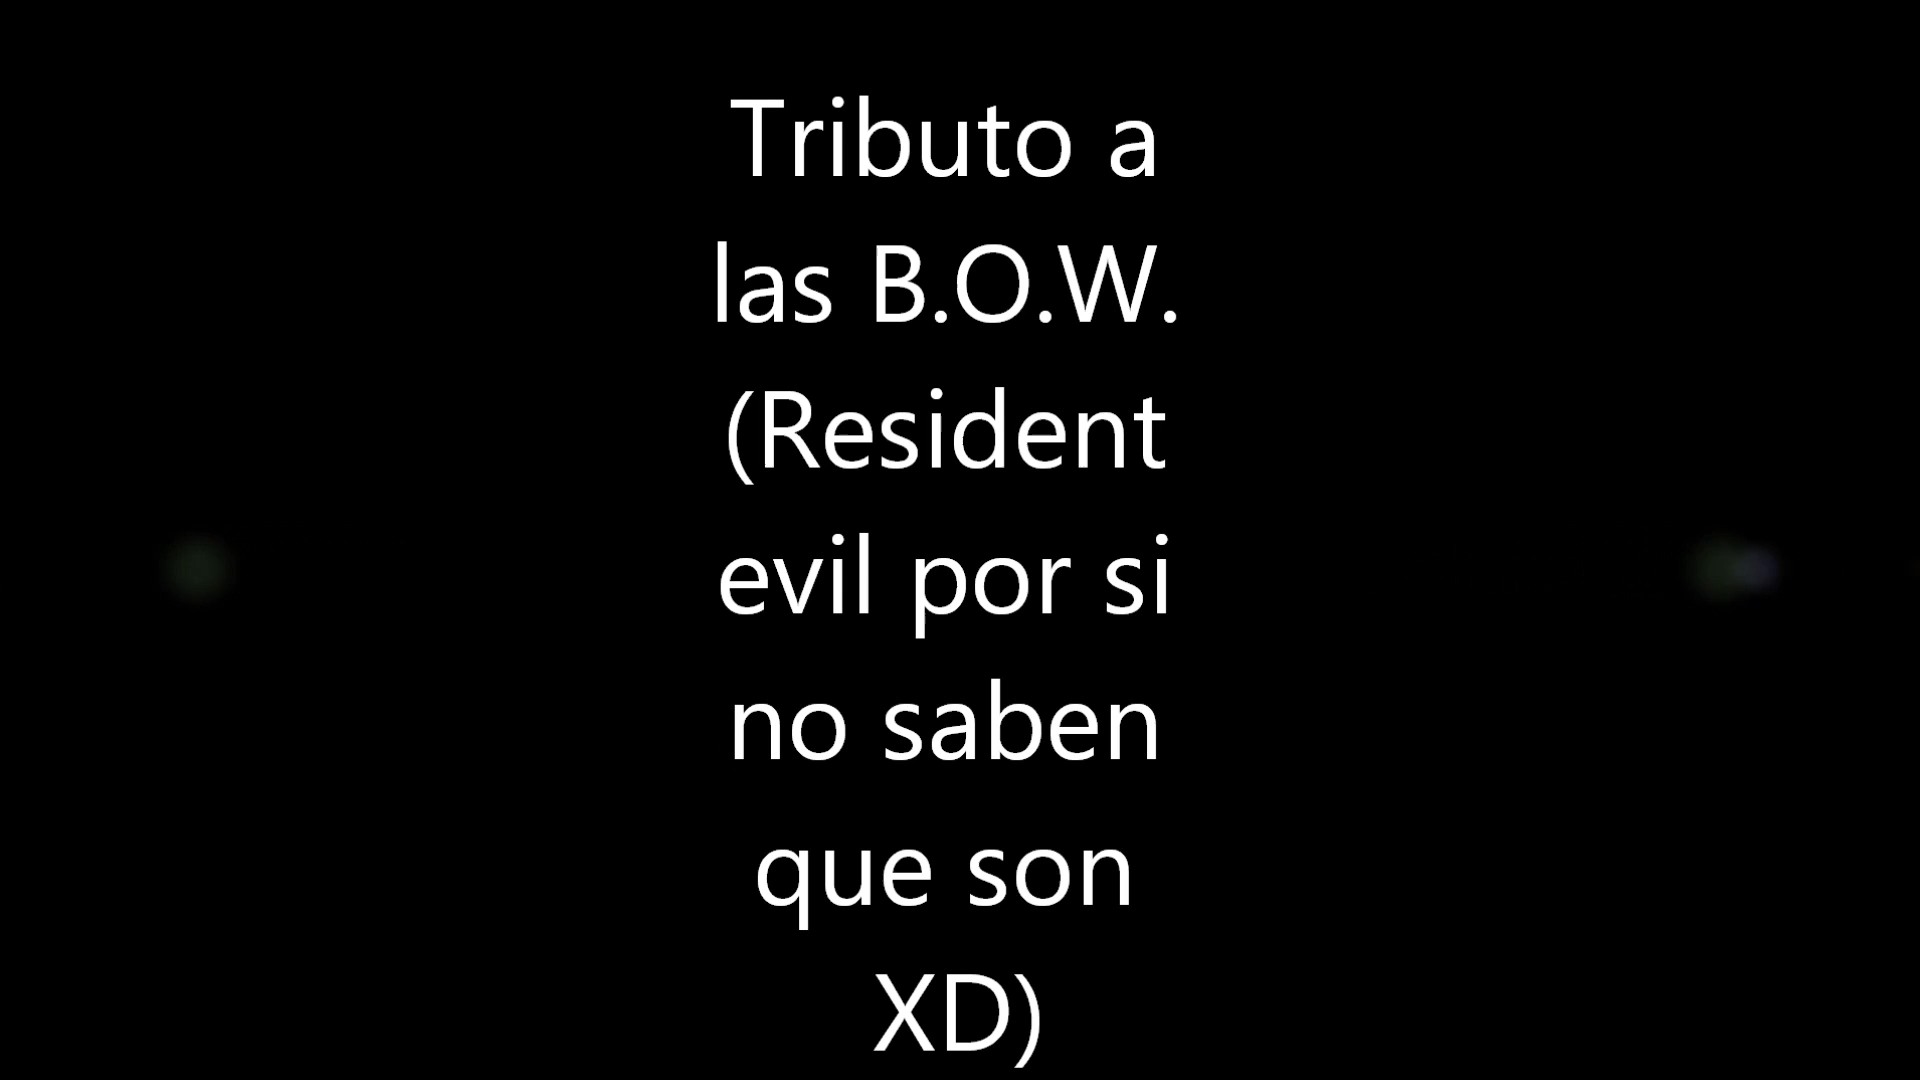 Tributo a
las B.O.W.
(Resident
evil por si
no saben
que son
XD)